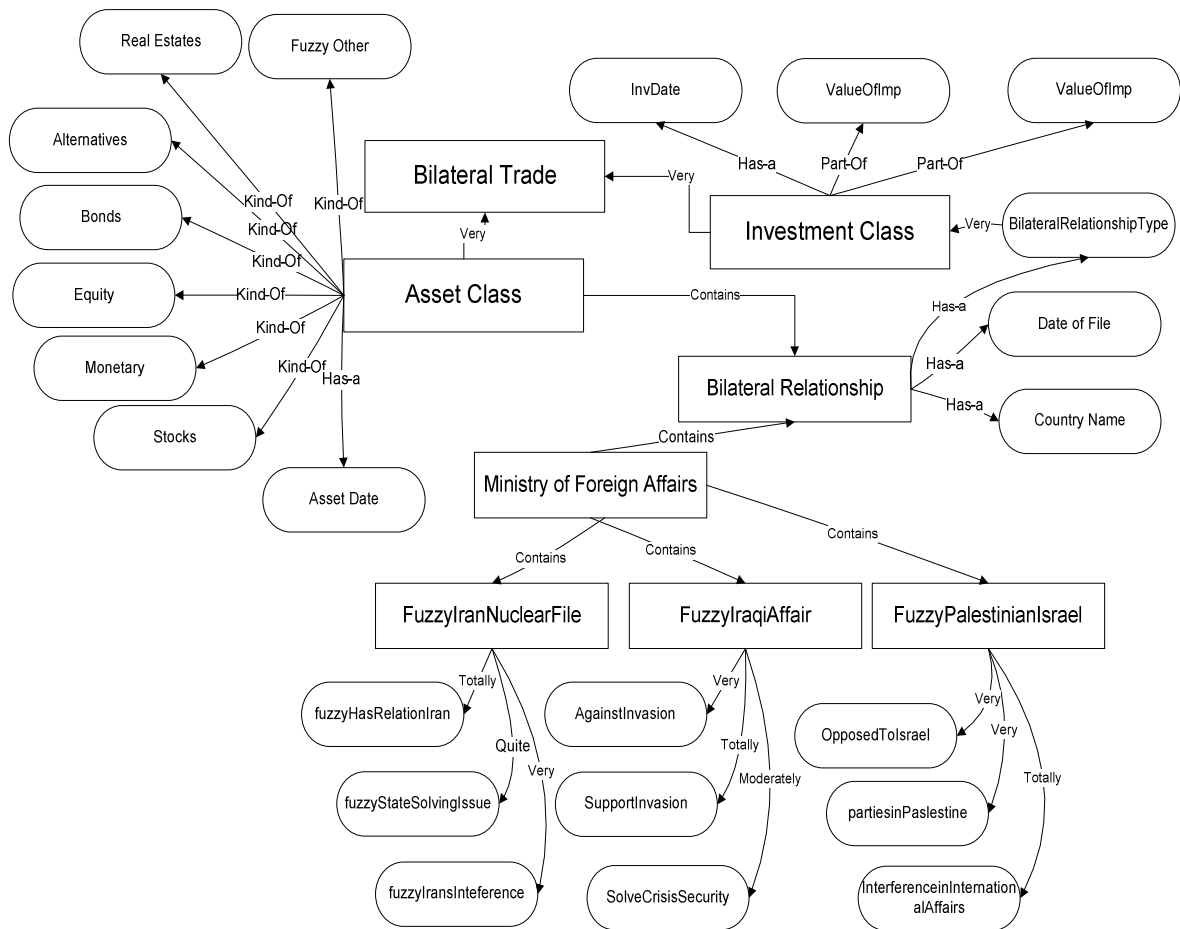 Real Estates
Fuzzy Other
InvDate
ValueOfImp
ValueOfImp
Alternatives
Bilateral Trade
Has-a
Part-Of
Part-Of
Very
Kind-Of
Kind-Of
Kind-Of
Bonds
Investment Class
Very
BilateralRelationshipType
Very
Kind-Of
Equity
Kind-Of
Asset Class
Contains
Has-a
Date of File
Kind-Of
Monetary
Kind-Of
Has-a
Has-a
Bilateral Relationship
Has-a
Country Name
Stocks
Contains
Asset Date
Ministry of Foreign Affairs
Contains
Contains
Contains
FuzzyIranNuclearFile
FuzzyIraqiAffair
FuzzyPalestinianIsrael
Totally
Very
Very
fuzzyHasRelationIran
AgainstInvasion
Very
OpposedToIsrael
Quite
Totally
Very
Moderately
Totally
fuzzyStateSolvingIssue
SupportInvasion
partiesinPaslestine
fuzzyIransInteference
SolveCrisisSecurity
InterferenceinInternation
alAffairs